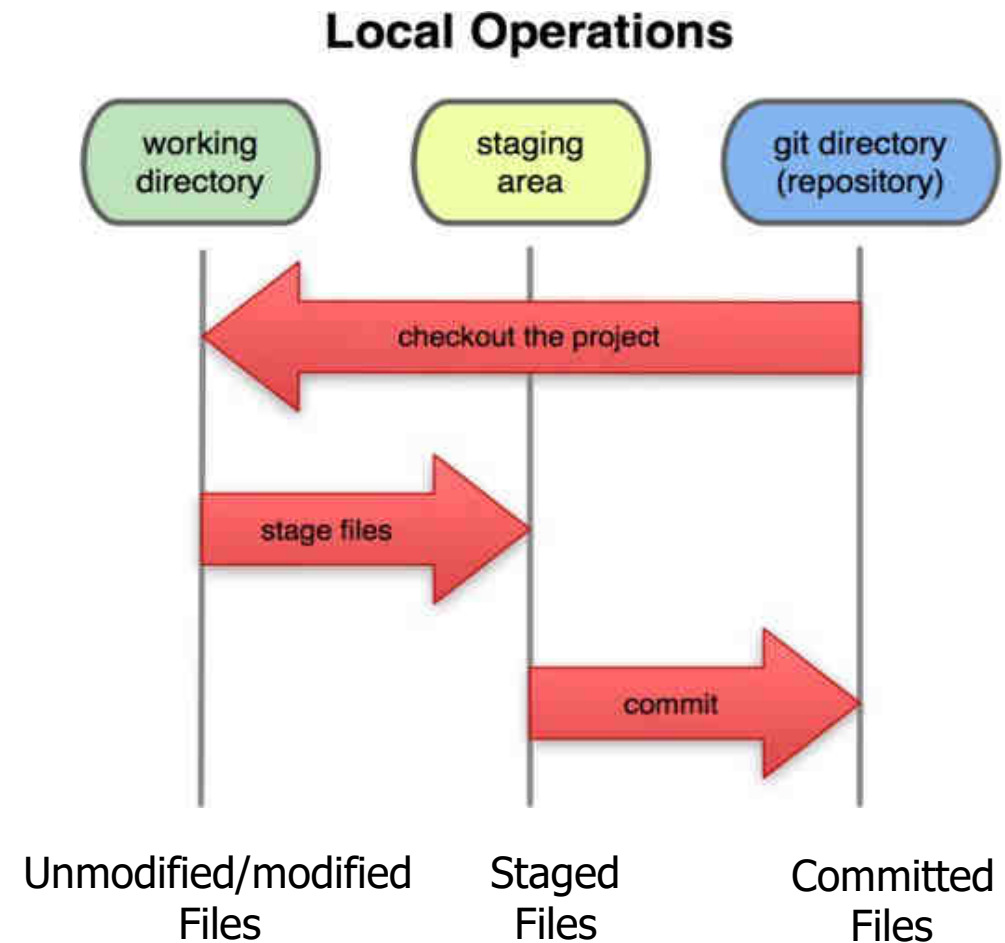 Local Operations
working
directory
staging
area
git directory
(repository)
checkout the project
stage files
commit
Unmodified/modified
Files
Staged
Files
Committed
Files